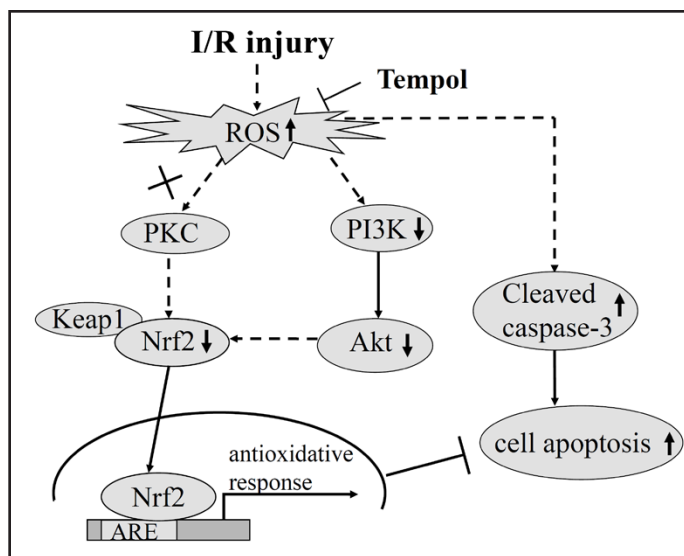 I/R injury
Tempol
ROS
PKC
PI3K
Keap1
Nrf2
Akt
Cleaved
caspase-3
antioxidative
response
cell apoptosis
Nrf2
ARE